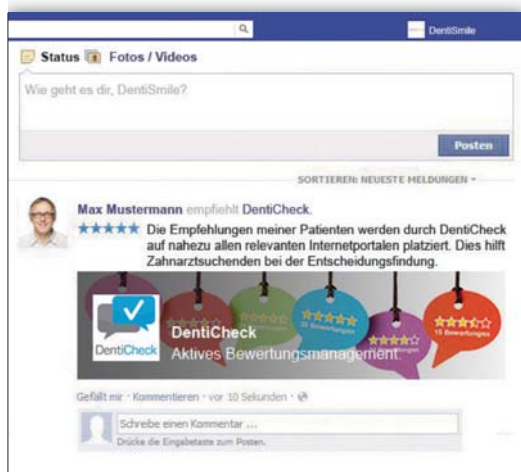 DentiSmile
Status Fotos / Videos
Wie geht es dir, DentiSmile?
Posten
SORTIEREN: NEUESTE MELDUNGEN
Max Mustermann empfiehlt DentiCheck.
Die Empfehlungen meiner Patienten werden durch DentiCheck
auf nahezu allen relevanten Internetportalen platziert. Dies hilft
Zahnarztsuchenden bei der Entscheidungsfindung.
DentiCheck
DentiCheck
Aktives Bewertungsmanagement
15 Bewertungen
Gefällt mir · Kommentieren · vor 10 Sekunden ·
Schreibe einen Kommentar ...
Drücke die Eingabetaste zum Posten.